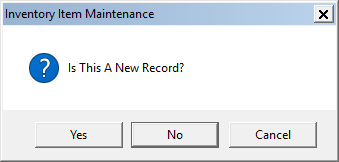 Inventory Item Maintenance
Is This A New Record?
Yes No Cancel